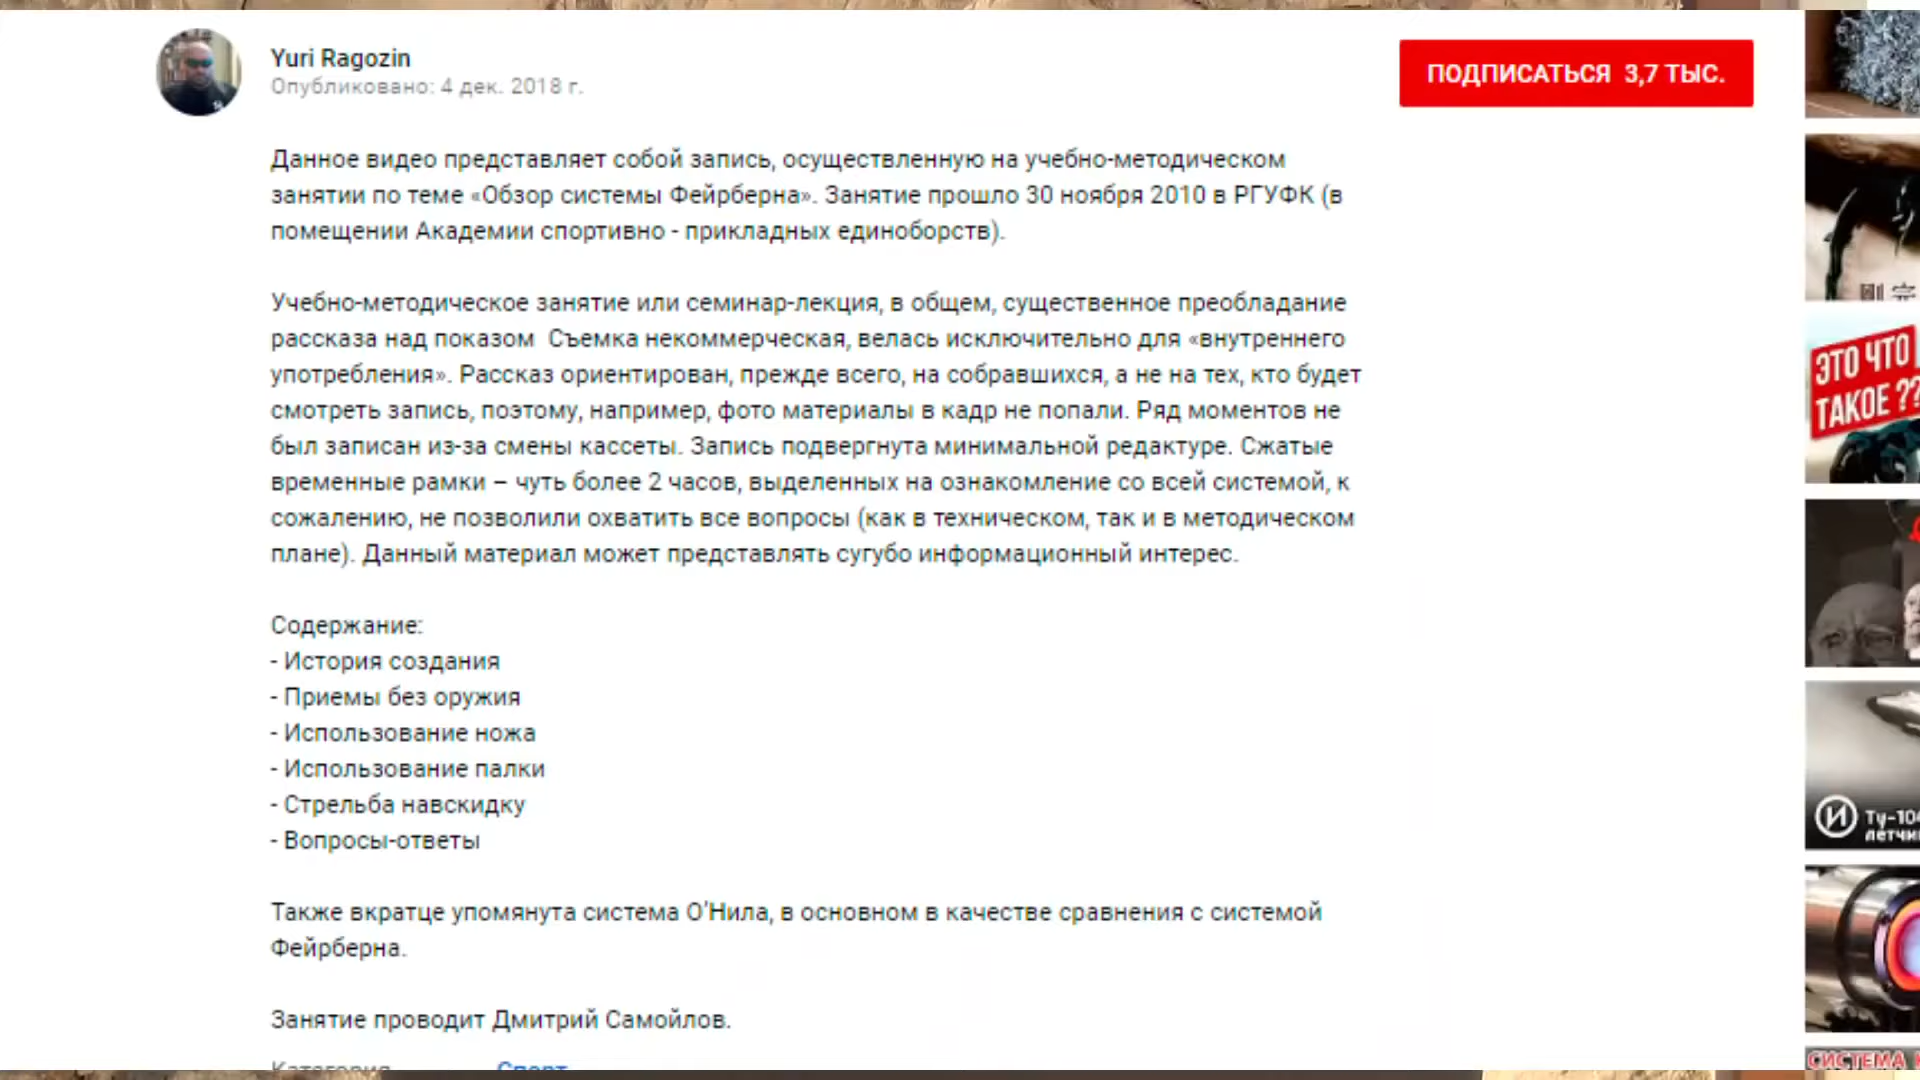 Yuri Ragozin
Опубликовано: 4 дек. 2018 г.
ПОДПИСАТЬСЯ 3,7 ТЫС.
Данное видео представляет собой запись, осуществленную на учебно-методическом
занятии по теме «Обзор системы Фейрберна». Занятие прошло 30 ноября 2010 в РГУФК (в
помещении Академии спортивно - прикладных единоборств).
Учебно-методическое занятие или семинар-лекция, в общем, существенное преобладание
рассказа над показом Съемка некоммерческая, велась исключительно для «внутреннего
употребления». Рассказ ориентирован, прежде всего, на собравшихся, а не на тех, кто будет
смотреть запись, поэтому, например, фото материалы в кадр не попали. Ряд моментов не
был записан из-за смены кассеты. Запись подвергнута минимальной редактуре. Сжатые
временные рамки – чуть более 2 часов, выделенных на ознакомление со всей системой, к
сожалению, не позволили охватить все вопросы (как в техническом, так и в методическом
плане). Данный материал может представлять сугубо информационный интерес.
Содержание:
- История создания
- Приемы без оружия
- Использование ножа
- Использование палки
- Стрельба навскидку
- Вопросы-ответы
Также вкратце упомянута система О'Нила, в основном в качестве сравнения с системой
Фейрберна.
Занятие проводит Дмитрий Самойлов.
Категория Спорт
ЭТО ЧТО
ТАКОЕ ??
Ту-104
лётчи
СИСТЕМА